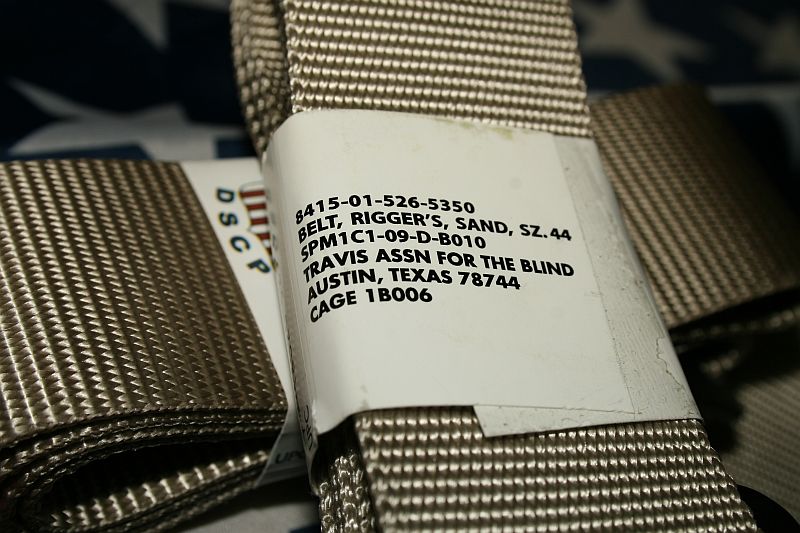 8415-01-526-5350
BELT, RIGGER'S, SAND, SZ.44
SPM1C1-09-D-B010
TRAVIS ASSN FOR THE BLIND
AUSTIN, TEXAS 78744
CAGE 1B006
DSCP